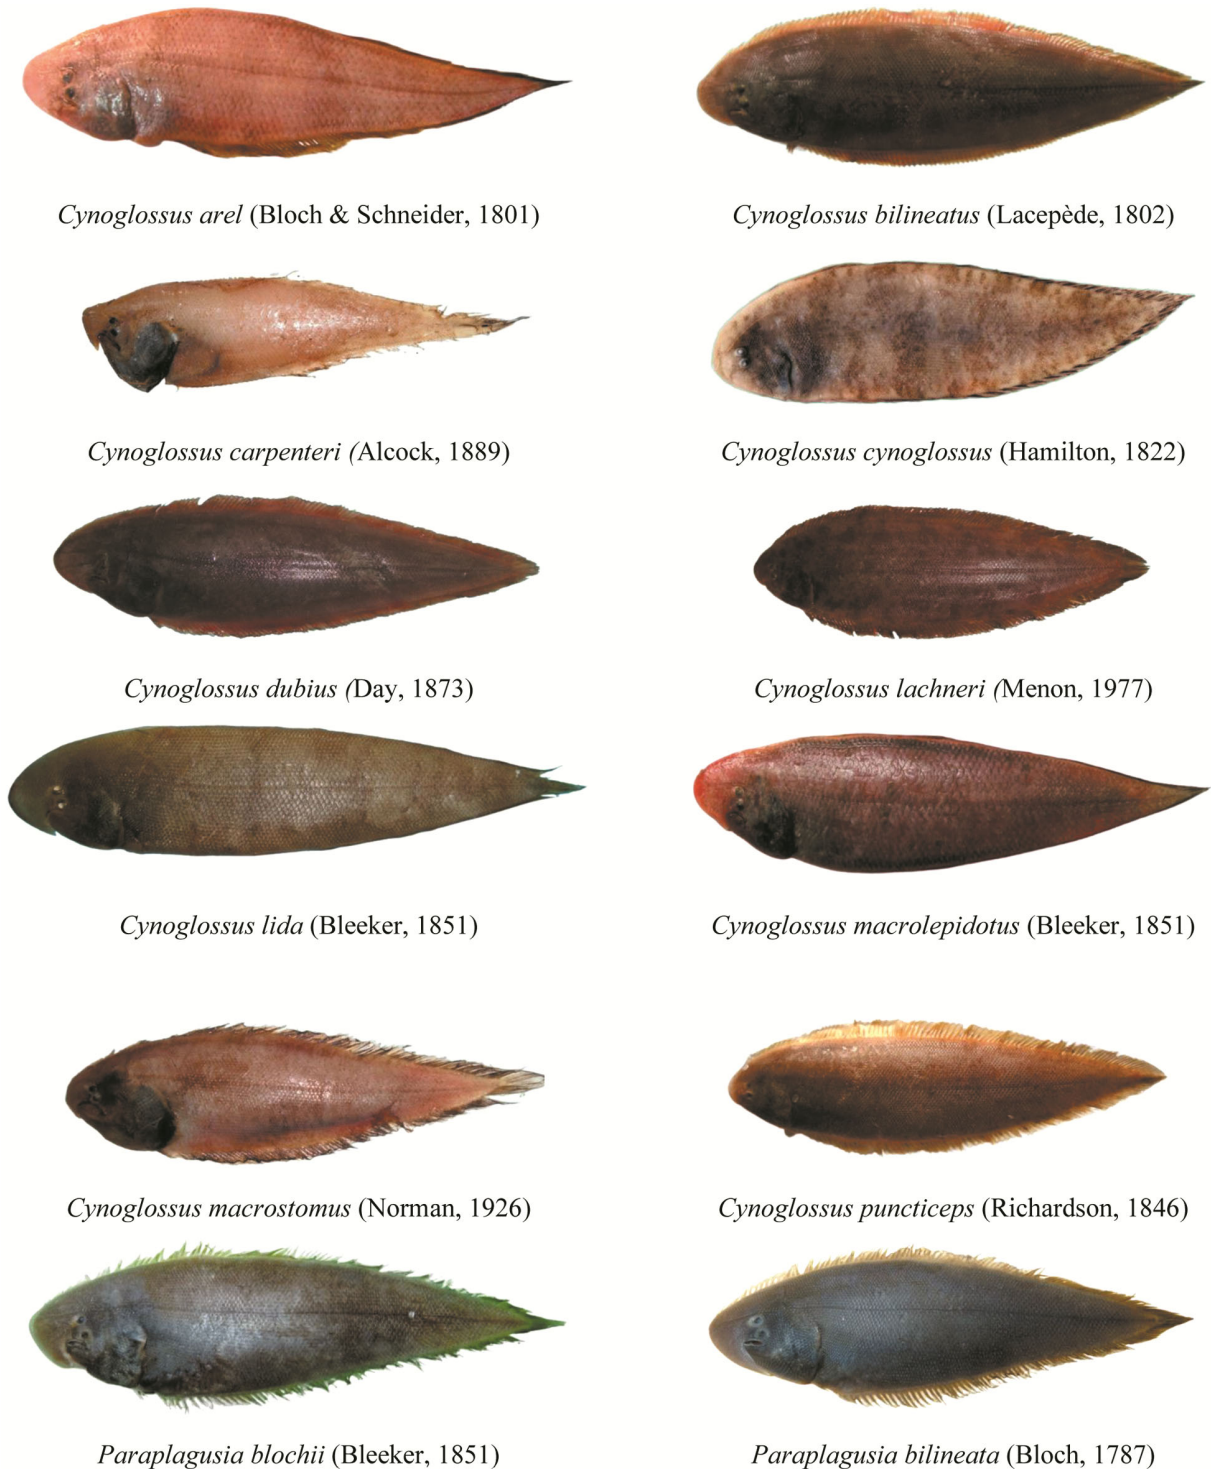 Cynoglossus arel (Bloch & Schneider, 1801)
Cynoglossus bilineatus (Lacepède, 1802)
Cynoglossus carpenteri (Alcock, 1889)
Cynoglossus cynoglossus (Hamilton, 1822)
Cynoglossus dubius (Day, 1873)
Cynoglossus lachneri (Menon, 1977)
Cynoglossus lida (Bleeker, 1851)
Cynoglossus macrolepidotus (Bleeker, 1851)
Cynoglossus macrostomus (Norman, 1926)
Cynoglossus puncticeps (Richardson, 1846)
Paraplagusia blochii (Bleeker, 1851)
Paraplagusia bilineata (Bloch, 1787)